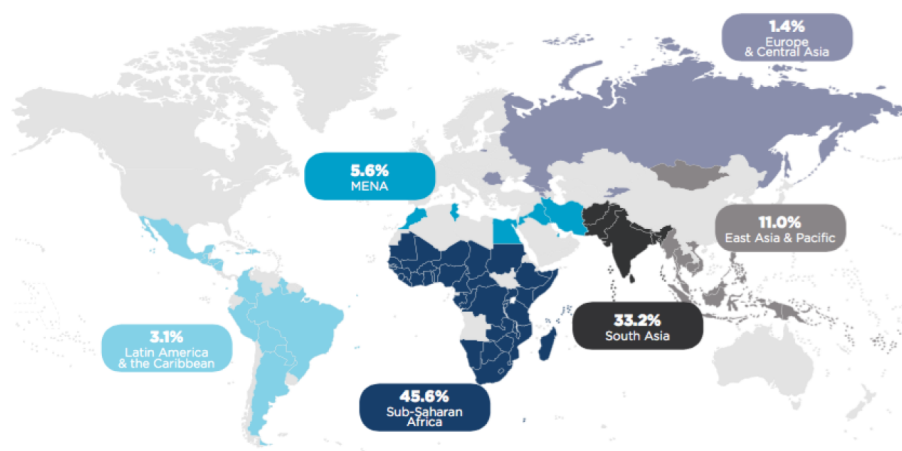 1.4%
Europe
& Central Asia
5.6%
MENA
11.0%
East Asia & Pacific
33.2%
South Asia
3.1%
Latin America
& the Caribbean
45.6%
Sub-Saharan
Africa